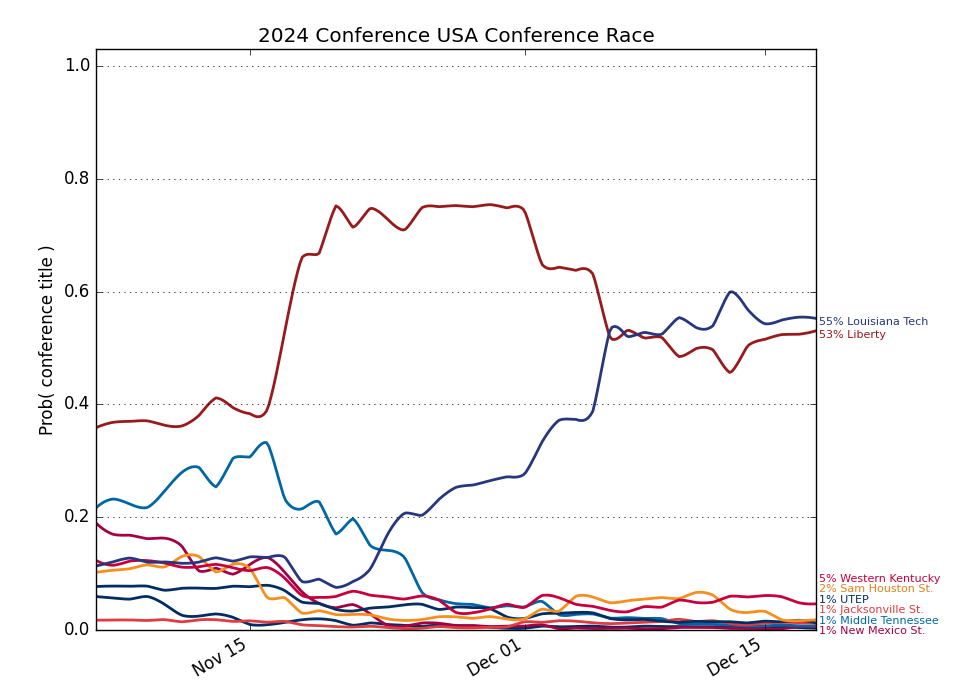 2024 Conference USA Conference Race
Prob( conference title )
1.0
0.8
0.6
0.4
0.2
0.0
Nov 15
Dec 01
Dec 15
55% Louisiana Tech
53% Liberty
5% Western Kentucky
2% Sam Houston St.
1% UTEP
1% Jacksonville St.
1% Middle Tennessee
1% New Mexico St.